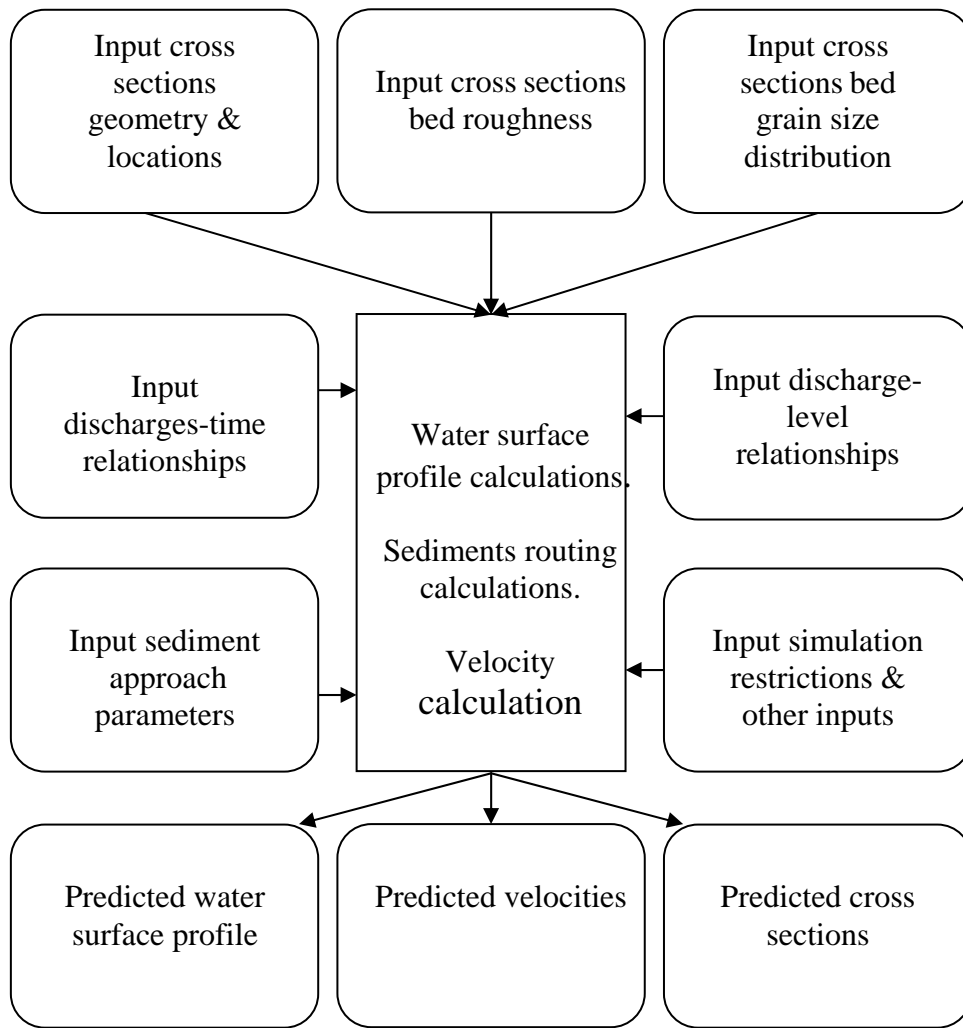 Input cross
sections
geometry &
locations
Input cross sections
bed roughness
Input cross
sections bed
grain size
distribution
Input
discharges-time
relationships
Water surface
profile calculations.
Sediments routing
calculations.
Velocity
calculation
Input discharge-
level
relationships
Input sediment
approach
parameters
Input simulation
restrictions &
other inputs
Predicted water
surface profile
Predicted velocities
Predicted cross
sections